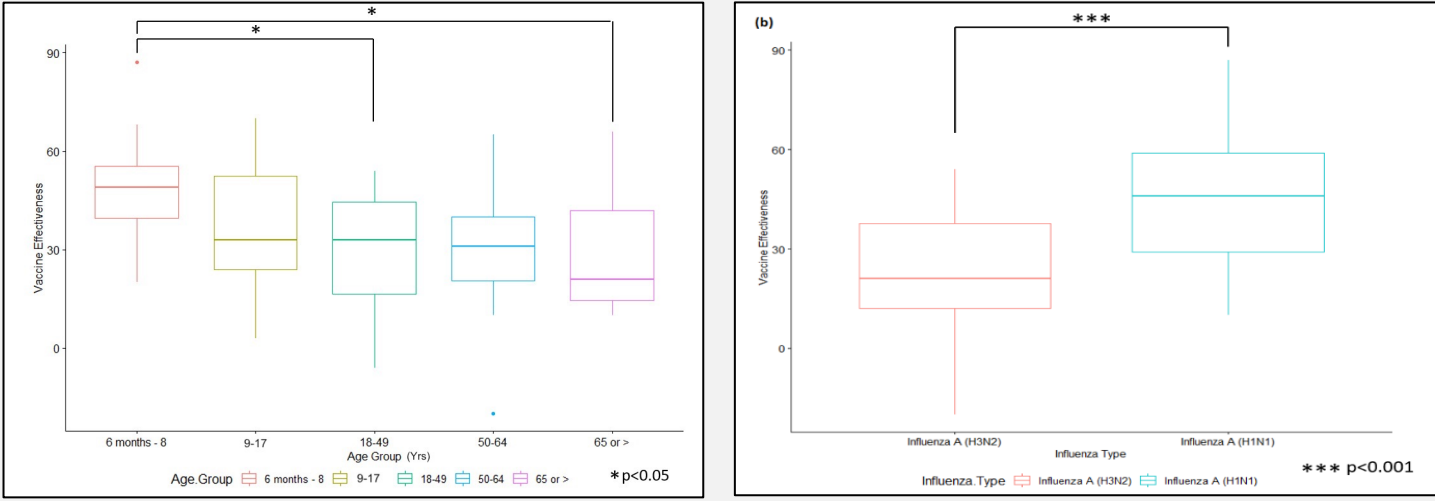 *
*
90
60
30
0
Vaccine Effectiveness
6 months - 8 9-17 18-49 50-64 65 or >
Age Group (Yrs)
Age.Group 6 months - 8 9-17 18-49 50-64 65 or >
*p<0.05
(b)
***
90
60
30
0
Vaccine Effectiveness
Influenza A (H3N2) Influenza A (H1N1)
Influenza Type
Influenza.Type Influenza A (H3N2) Influenza A (H1N1)
*** p<0.001